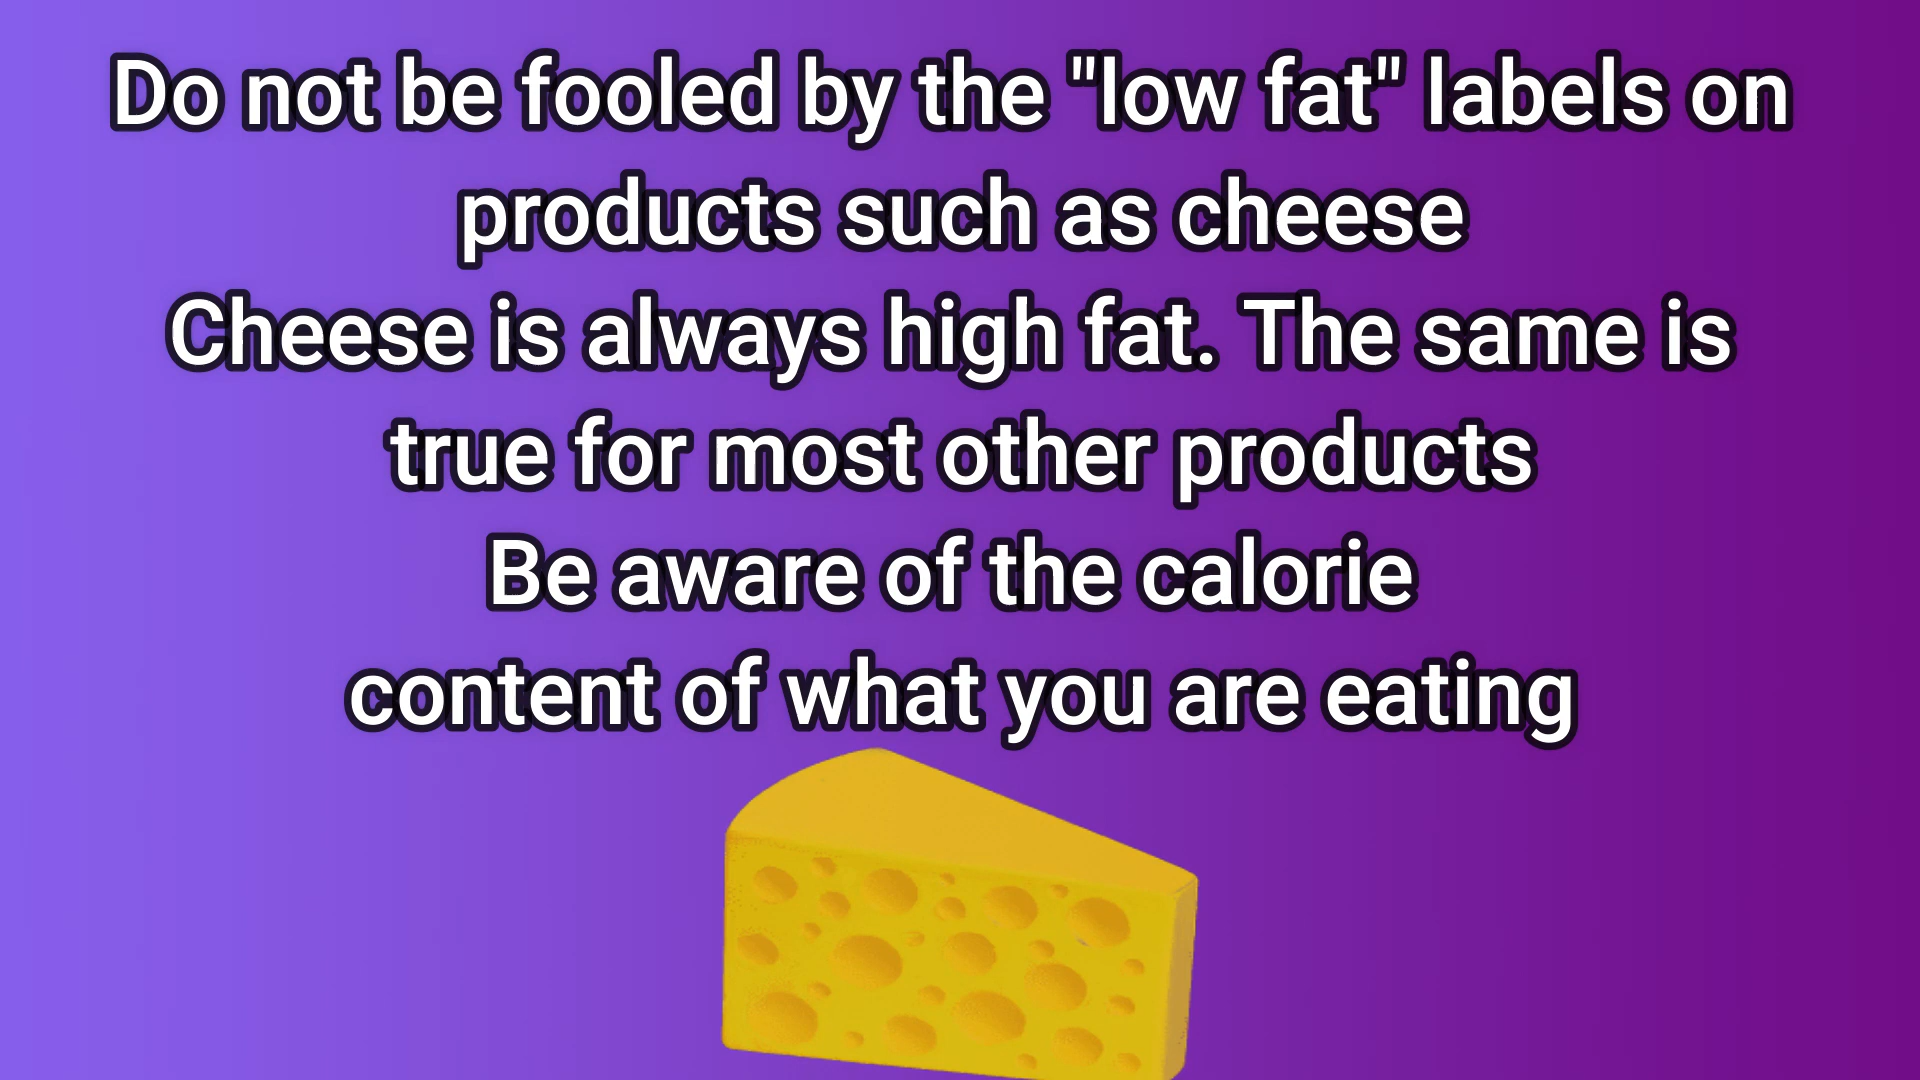 Do not be fooled by the "low fat" labels on
products such as cheese
Cheese is always high fat. The same is
true for most other products
Be aware of the calorie
content of what you are eating